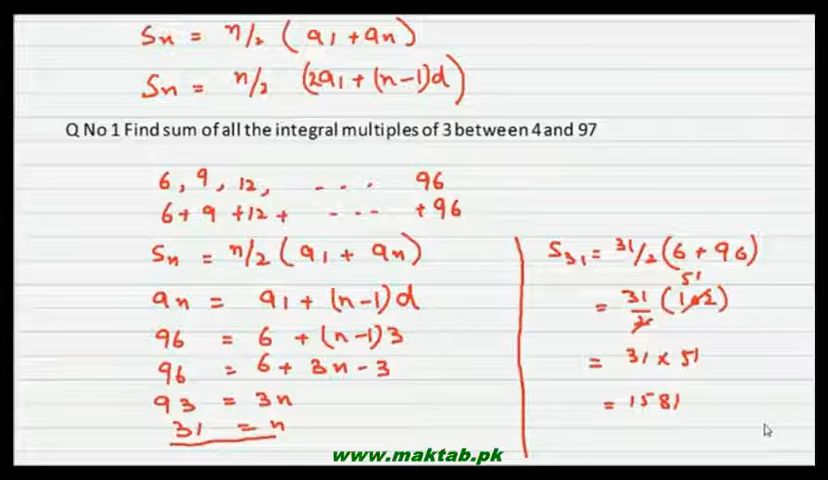 Sn = n/2 ( a1 + an )
Sn = n/2 (2a1 + (n-1)d)
Q No 1 Find sum of all the integral multiples of 3 between 4 and 97
6, 9, 12, ... . 96
6 + 9 + 12 + ... . + 96
Sn = n/2 ( a1 + an )
an = a1 + (n-1)d
96 = 6 + (n-1)3
96 = 6 + 3n - 3
93 = 3n
31 = n
S31 = 31/2 (6 + 96)
51
= 31/2 (102)
= 31 x 51
= 1581
www.maktab.pk